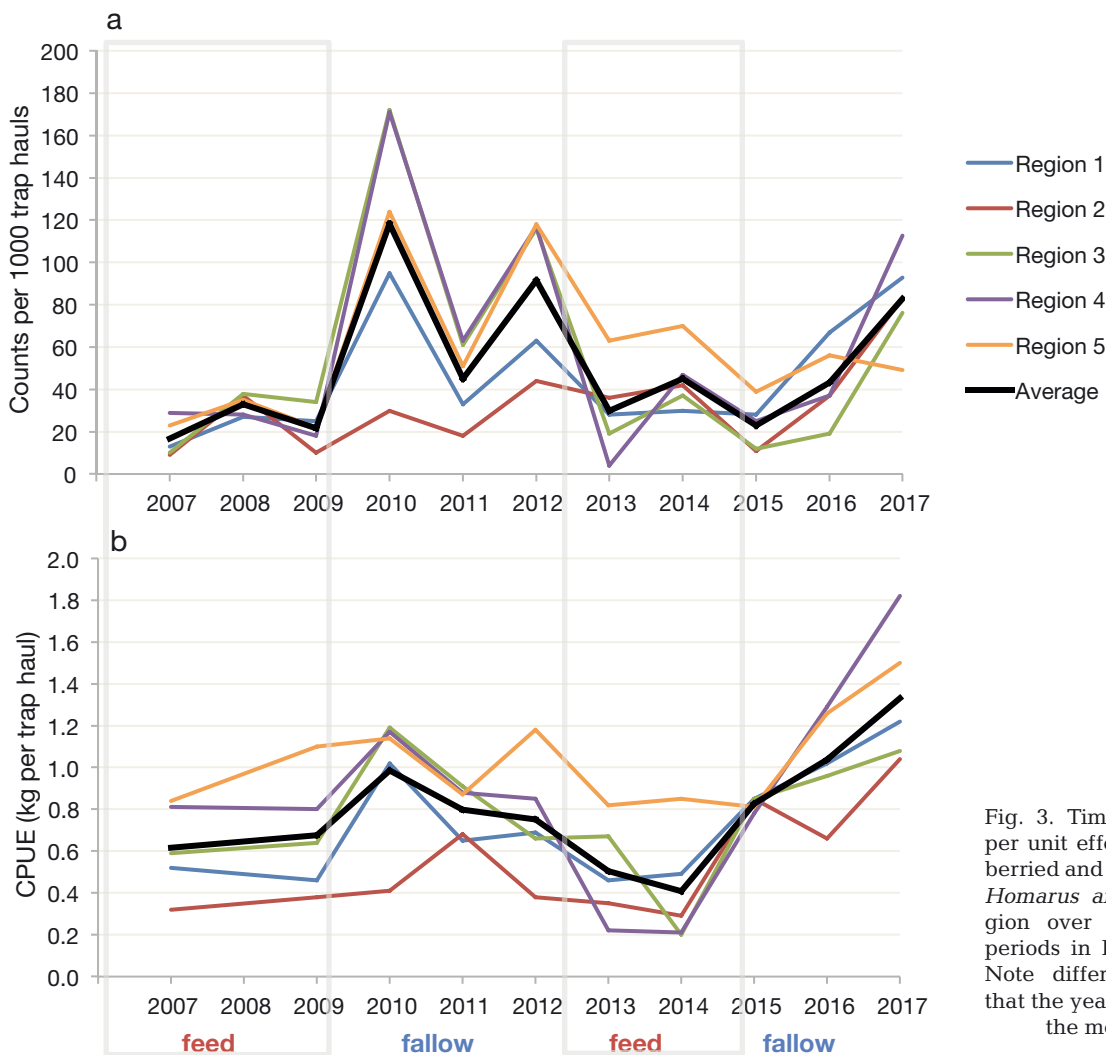 a
200
180
160
140
120
100
80
60
40
20
0
Counts per 1000 trap hauls
2007 2008 2009 2010 2011 2012 2013 2014 2015 2016 2017
Region 1
Region 2
Region 3
Region 4
Region 5
Average
b
2.0
1.8
1.6
1.4
1.2
1.0
0.8
0.6
0.4
0.2
0.0
CPUE (kg per trap haul)
2007 2008 2009 2010 2011 2012 2013 2014 2015 2016 2017
feed fallow feed fallow
Fig. 3. Tim
per unit effo
berried and
Homarus a
gion over
periods in
Note differ
that the year
the mo